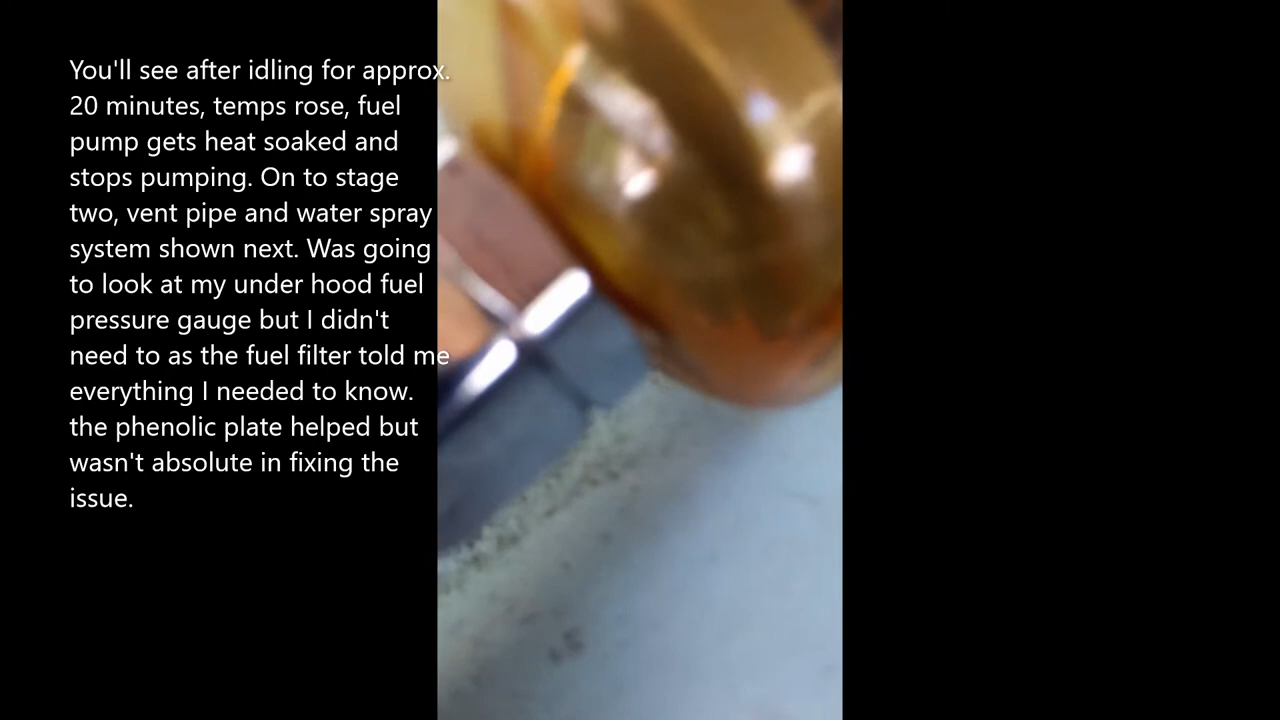 You'll see after idling for approx.
20 minutes, temps rose, fuel
pump gets heat soaked and
stops pumping. On to stage
two, vent pipe and water spray
system shown next. Was going
to look at my under hood fuel
pressure gauge but I didn't
need to as the fuel filter told me
everything I needed to know.
the phenolic plate helped but
wasn't absolute in fixing the
issue.